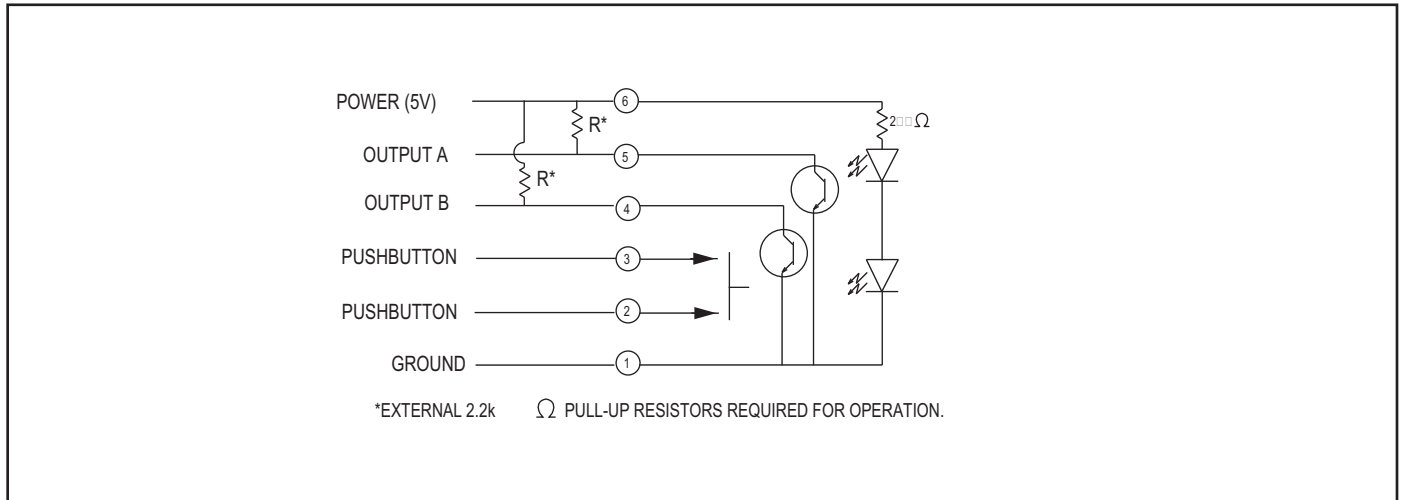 POWER (5V)
6
R*
Ω
OUTPUT A
5
R*
OUTPUT B
4
PUSHBUTTON
3
PUSHBUTTON
2
GROUND
1
*EXTERNAL 2.2k Ω PULL-UP RESISTORS REQUIRED FOR OPERATION.